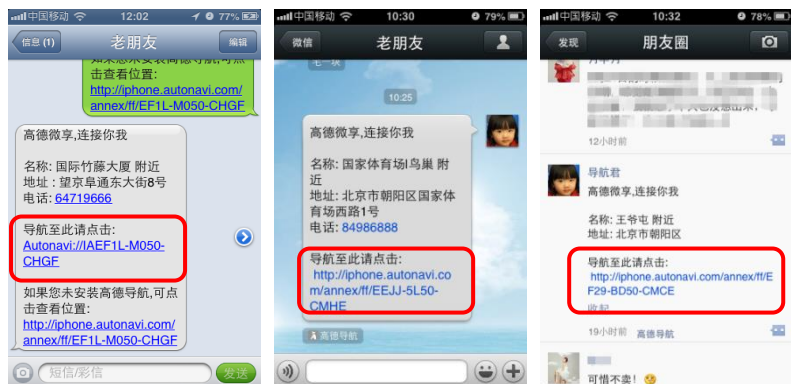 中国移动 12:02 77%
信息 (1) 老朋友 编辑
击查看位置:
http://iphone.autonavi.com/
annex/ff/EF1L-M050-CHGF
高德微享,连接你我
名称: 国际竹藤大厦 附近
地址 : 望京阜通东大街8号
电话: 64719666
导航至此请点击:
Autonavi://IAEF1L-M050-
CHGF
如果您未安装高德导航,可点
击查看位置:
http://iphone.autonavi.com/
annex/ff/EF1L-M050-CHGF
短信/彩信 发送
中国移动 10:30 79%
微信 老朋友
10:25
高德微享,连接你我
名称: 国家体育场|鸟巢 附
近
地址: 北京市朝阳区国家体
育场西路1号
电话: 84986888
导航至此请点击:
http://iphone.autonavi.co
m/annex/ff/EEJJ-5L50-
CMHE
高德导航
中国移动 10:32 78%
发现 朋友圈
12小时前
导航君
高德微享,连接你我
名称: 王爷屯 附近
地址: 北京市朝阳区
导航至此请点击:
http://iphone.autonavi.com/annex/ff/E
F29-BD50-CMCE
收起
19小时前 高德导航
可惜不卖!